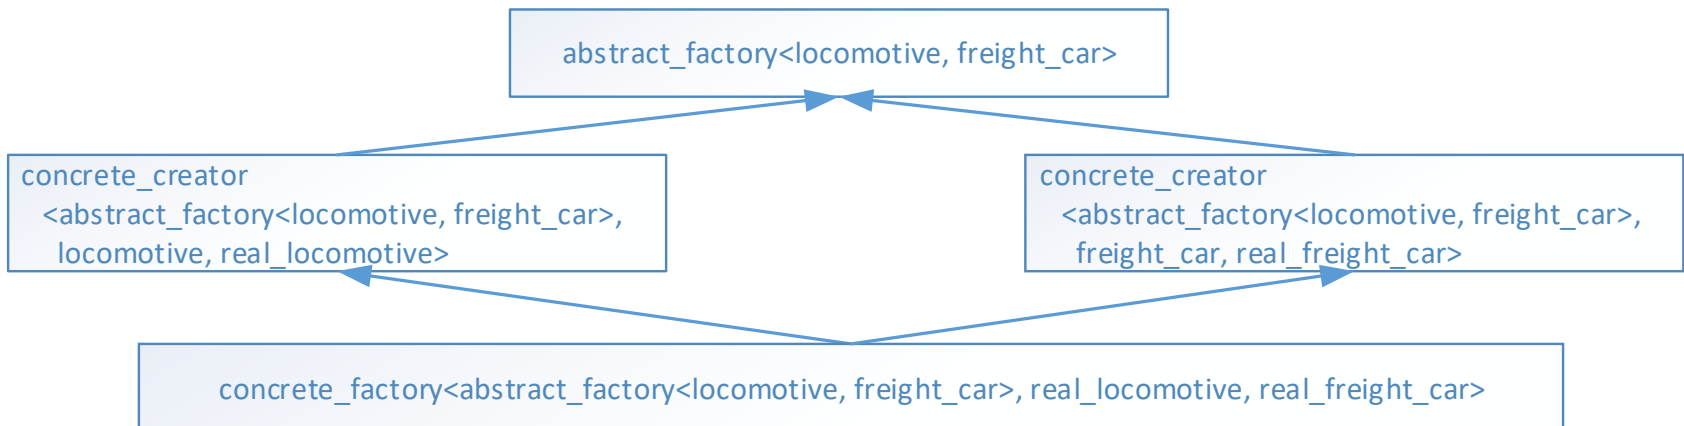 abstract_factory<locomotive, freight_car>
concrete_creator
<abstract_factory<locomotive, freight_car>,
locomotive, real_locomotive>
concrete_creator
<abstract_factory<locomotive, freight_car>,
freight_car, real_freight_car>
concrete_factory<abstract_factory<locomotive, freight_car>, real_locomotive, real_freight_car>